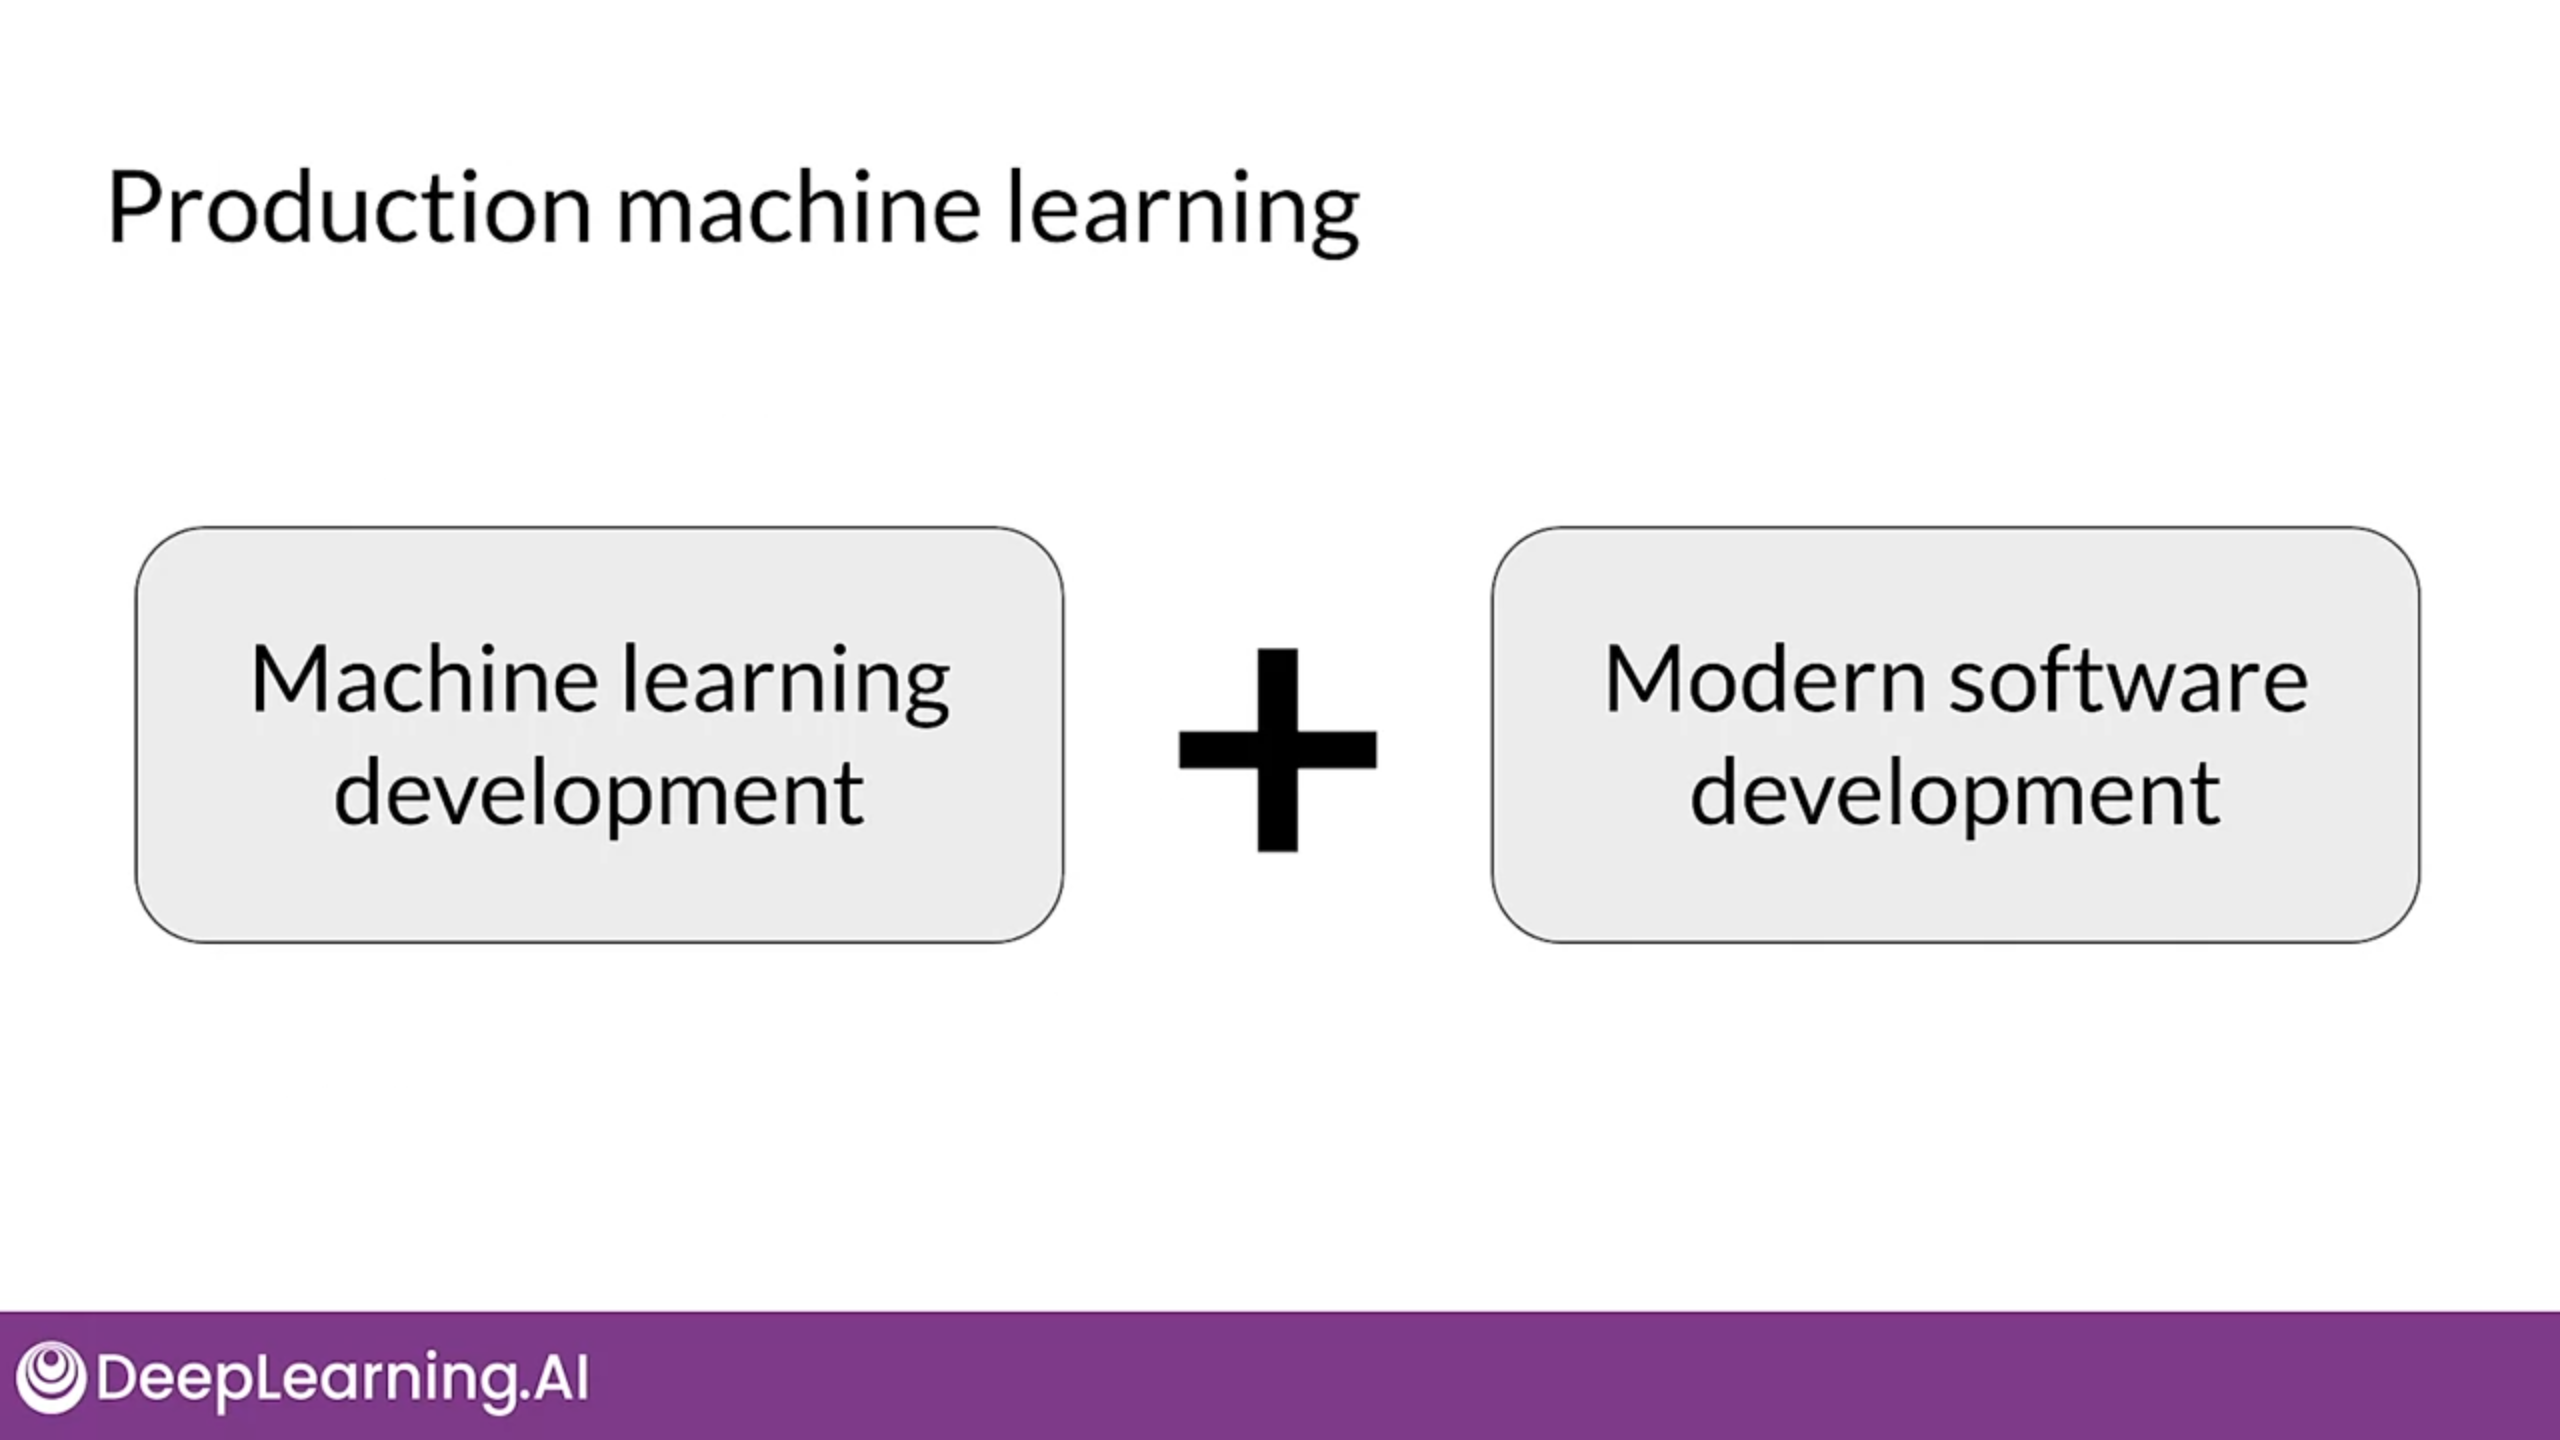 Production machine learning
Machine learning
development
+
Modern software
development
DeepLearning.AI